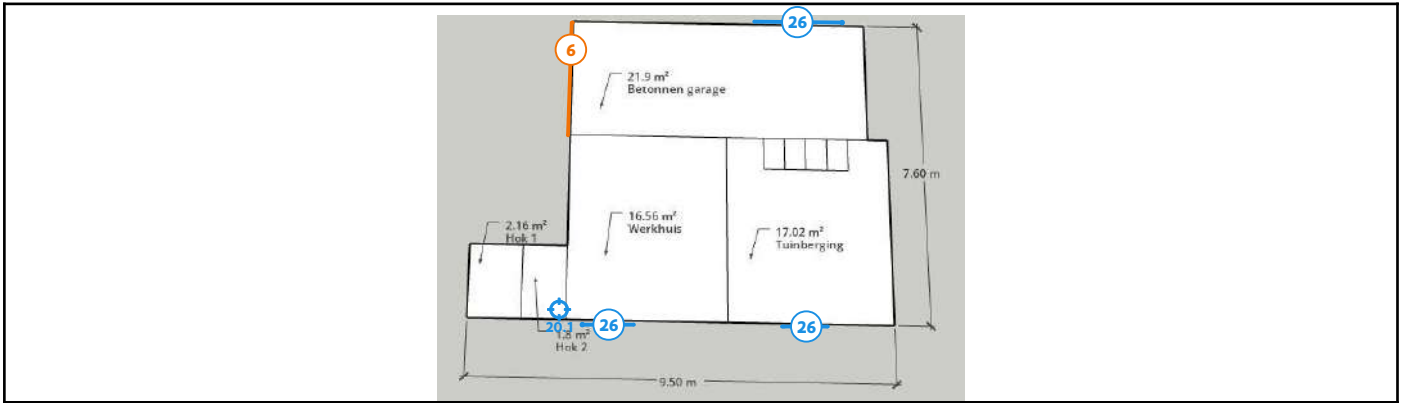 26
6
21.9 m²
Betonnen garage
7.60 m
2.16 m²
Hok 1
16.56 m²
Werkhuis
17.02 m²
Tuinberging
20.1
26
26
1.8 m²
Hok 2
9.50 m